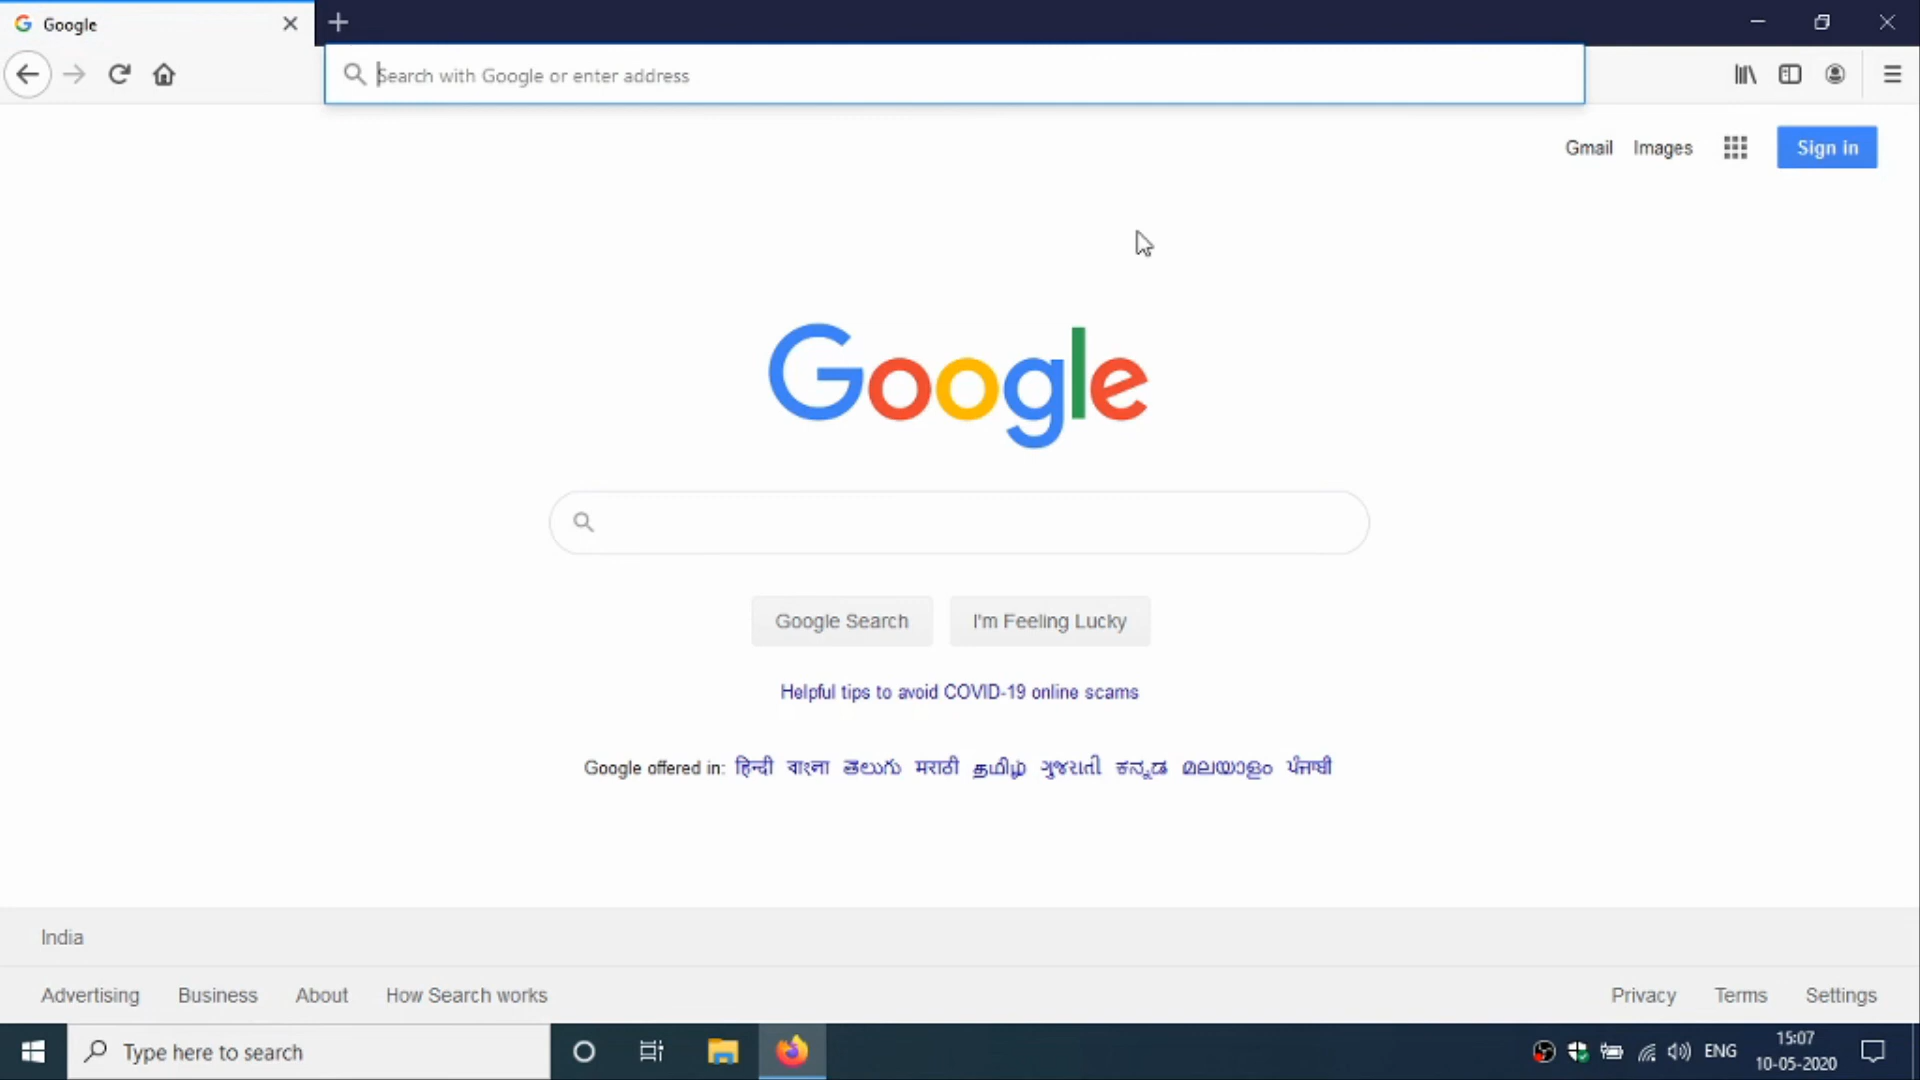 Google
Search with Google or enter address
Gmail Images Sign in
Google
Google Search I'm Feeling Lucky
Helpful tips to avoid COVID-19 online scams
Google offered in: हिन्दी বাংলা తెలుగు मराठी தமிழ் ગુજરાતી ಕನ್ನಡ മലയാളം ਪੰਜਾਬੀ
India
Advertising Business About How Search works Privacy Terms Settings
Type here to search ENG 15:07
10-05-2020